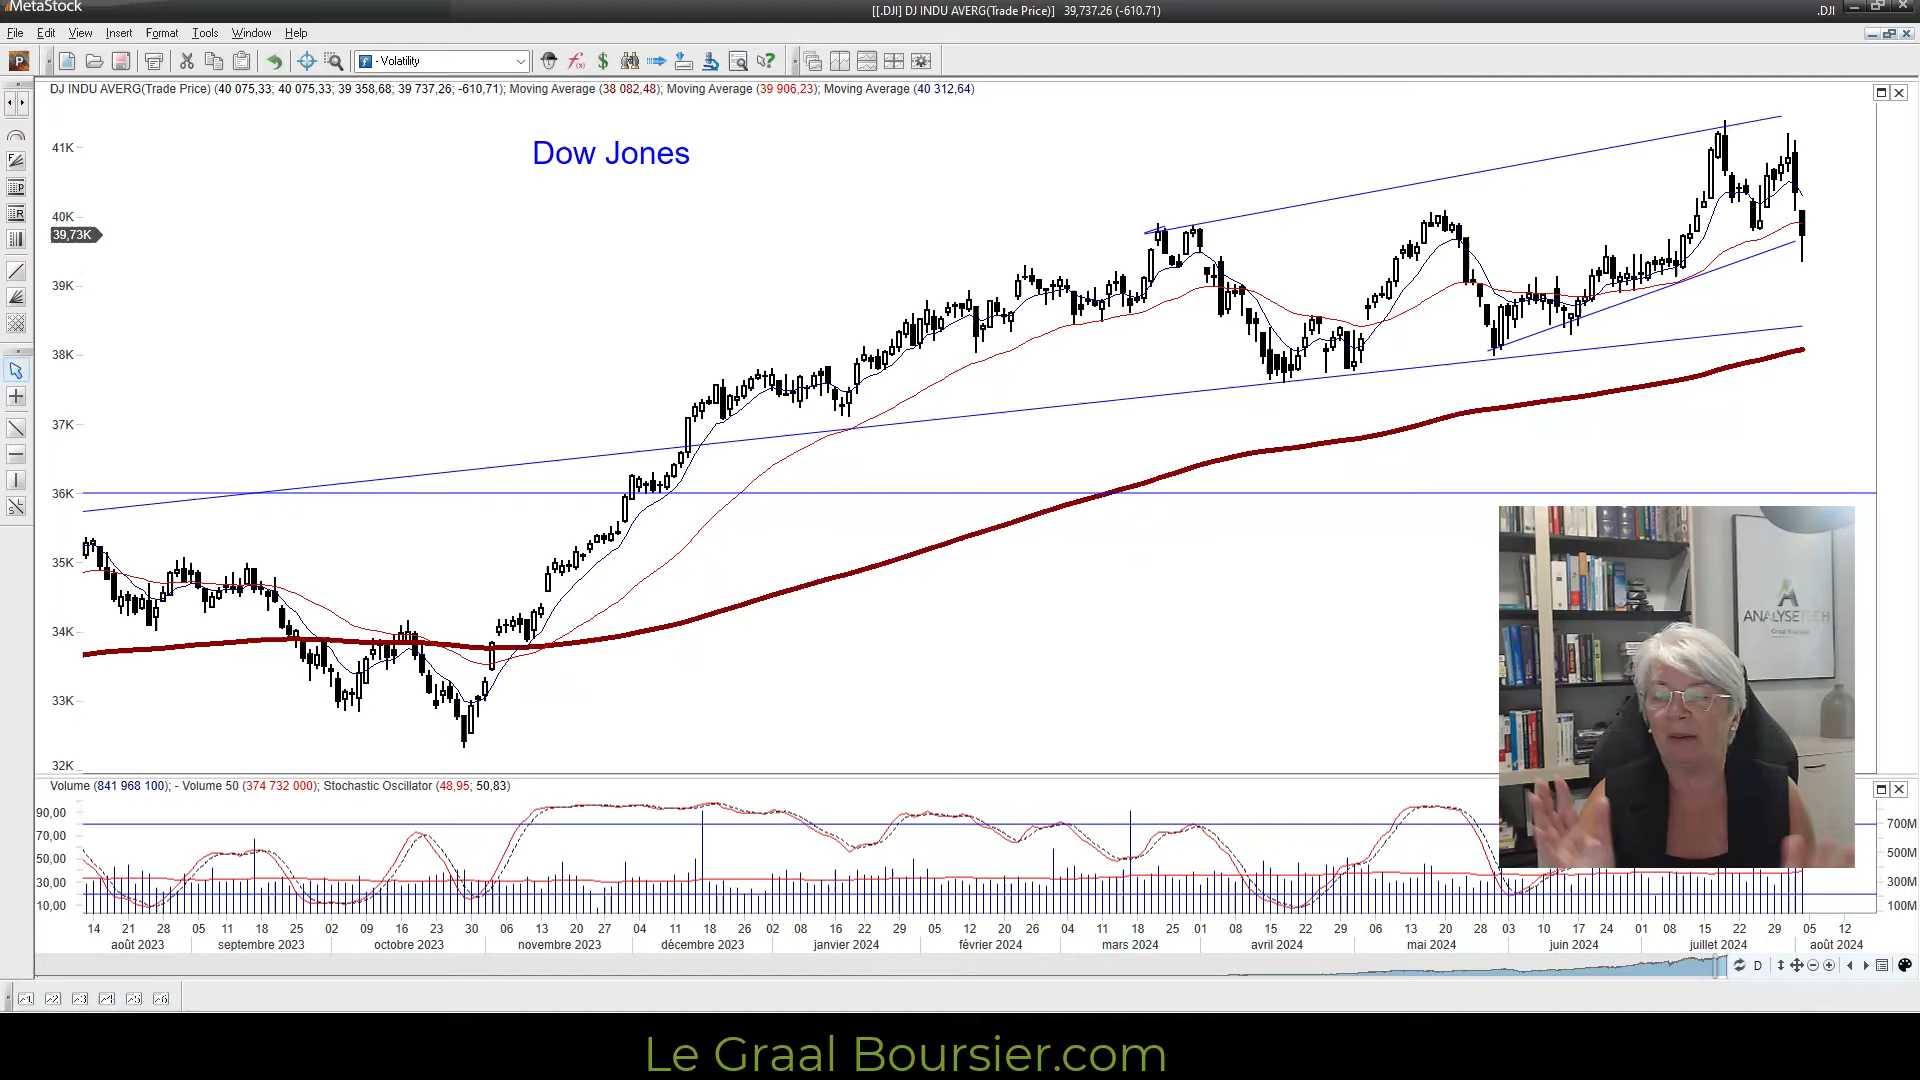 MetaStock
[[.DJI] DJ INDU AVERG(Trade Price)] 39,737.26 (-610.71)
.DJI
File Edit View Insert Format Tools Window Help
- Volatility
DJ INDU AVERG(Trade Price) (40 075,33; 40 075,33; 39 358,68; 39 737,26; -610,71); Moving Average (38 082,48); Moving Average (39 906,23); Moving Average (40 312,64)
Dow Jones
41K
40K
39,73K
39K
38K
37K
36K
35K
34K
33K
32K
ANALYSETECH
Graal Boursier
Volume (841 968 100); - Volume 50 (374 732 000); Stochastic Oscillator (48,95; 50,83)
90,00
70,00
50,00
30,00
10,00
700M
500M
300M
100M
14 21 28 05 11 18 25 02 09 16 23 30 06 13 20 27 04 11 18 26 02 08 16 22 29 05 12 20 26 04 11 18 25 01 08 15 22 29 06 13 20 28 03 10 17 24 01 08 15 22 29 05 12
août 2023 septembre 2023 octobre 2023 novembre 2023 décembre 2023 janvier 2024 février 2024 mars 2024 avril 2024 mai 2024 juin 2024 juillet 2024 août 2024
D
1 2 3 4 5 6
Le Graal Boursier.com